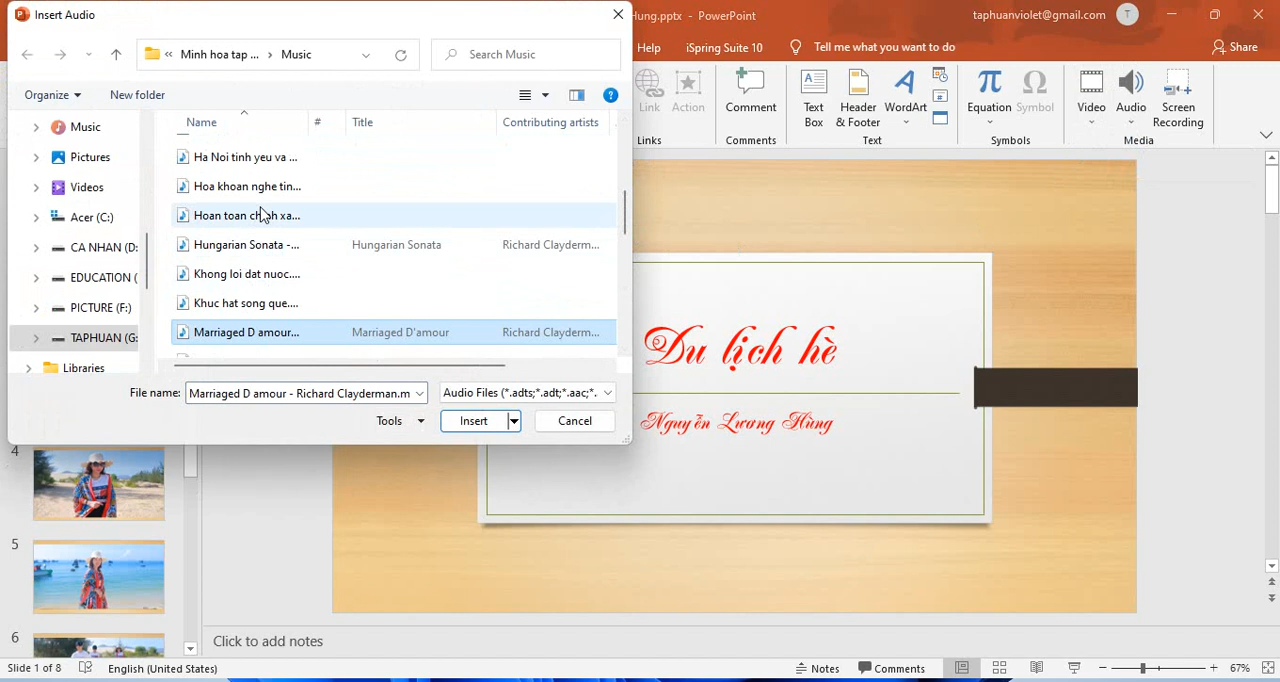 Insert Audio
Hung.pptx - PowerPoint
taphuanviolet@gmail.com
T
Minh hoa tap ... > Music
Search Music
Help
iSpring Suite 10
Tell me what you want to do
Share
Organize
New folder
Link
Action
Comment
Text Box
Header & Footer
WordArt
Equation
Symbol
Video
Audio
Screen Recording
Links
Comments
Text
Symbols
Media
Name
#
Title
Contributing artists
Music
Pictures
Videos
Acer (C:)
CA NHAN (D:
EDUCATION (
PICTURE (F:)
TAPHUAN (G:
Libraries
Ha Noi tinh yeu va ...
Hoa khoan nghe tin...
Hoan toan chinh xa...
Hungarian Sonata -... Hungarian Sonata Richard Clayderm...
Khong loi dat nuoc....
Khuc hat song que....
Marriaged D amour... Marriaged D'amour Richard Clayderm...
File name: Marriaged D amour - Richard Clayderman.m
Audio Files (*.adts;*.adt;*.aac;*.
Tools
Insert
Cancel
Du lịch hè
Nguyễn Lương Hùng
4
5
6
Click to add notes
Slide 1 of 8
English (United States)
Notes
Comments
67%